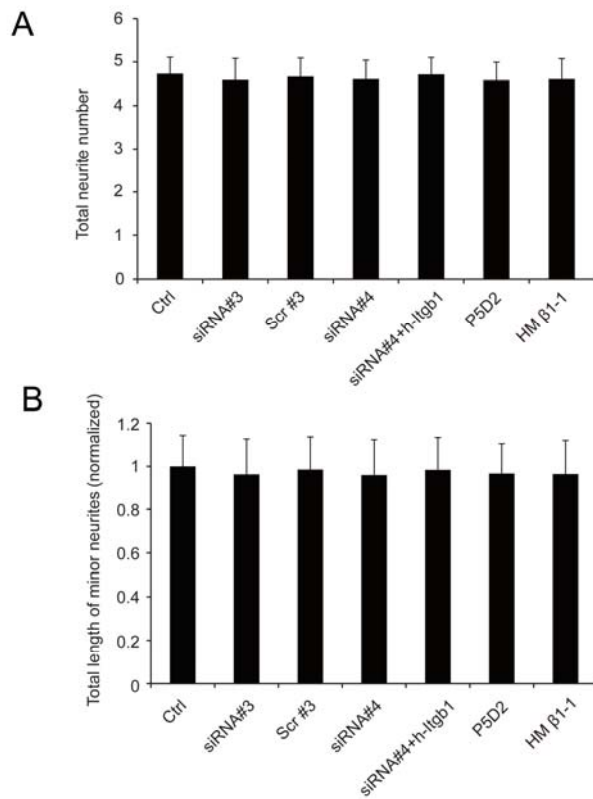 A
Total neurite number
6
5
4
3
2
1
0
Ctrl
siRNA#3
Scr #3
siRNA#4
siRNA#4+h-Itgb1
P5D2
HM β1-1
B
Total length of minor neurites (normalized)
1.2
1
0.8
0.6
0.4
0.2
0
Ctrl
siRNA#3
Scr #3
siRNA#4
siRNA#4+h-Itgb1
P5D2
HM β1-1